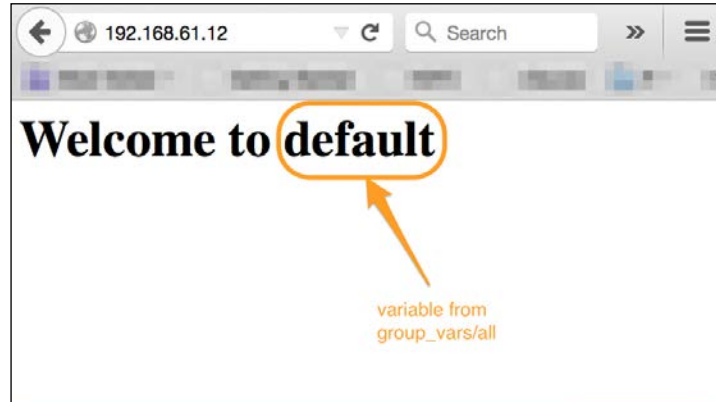 192.168.61.12 Search »
Welcome to default
variable from
group_vars/all